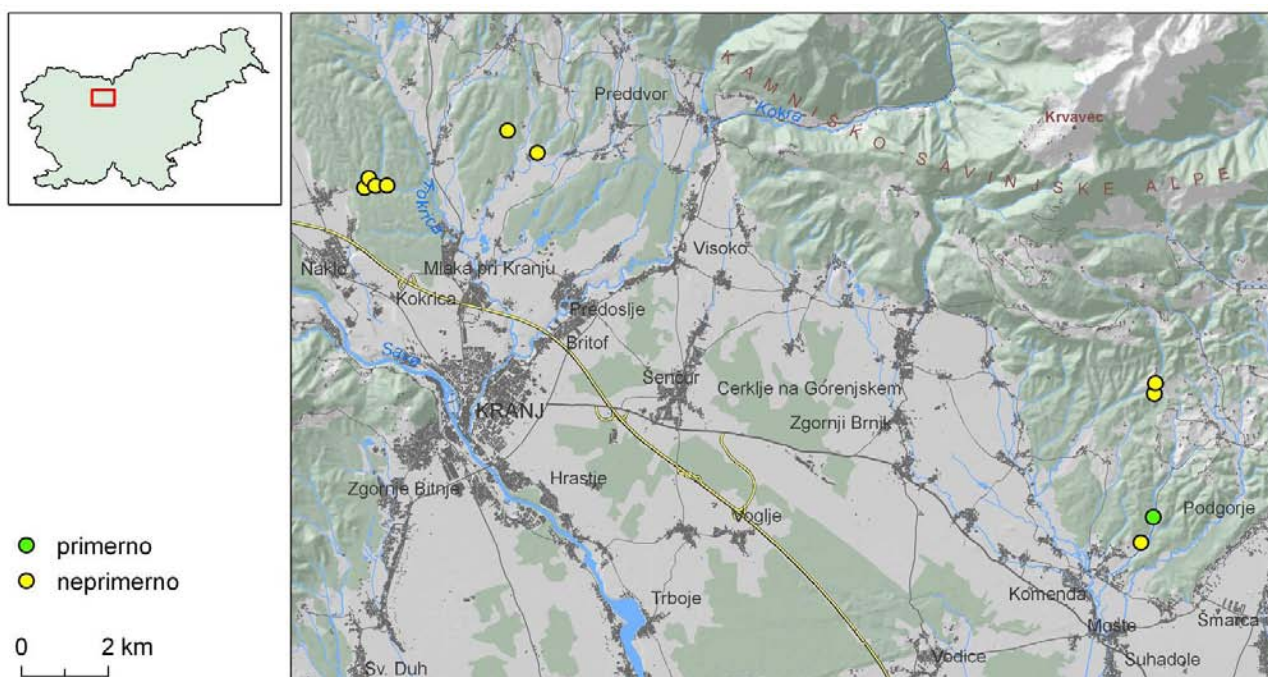 Preddvor
Kokra
KAMNIŠKO SAVINJSKE ALPE
Krvavec
Kokrica
Visoko
Naklo
Mlaka pri Kranju
Kokrica
Predoslje
Britof
Sava
Šenčur
Cerklje na Górenjskem
KRANJ
Zgornji Brnik
Hrastje
Zgornje Bitnje
Voglje
Podgorje
primerno
neprimerno
Komenda
Trboje
Moste
Šmarca
0 2 km
Sv. Duh
Vodice
Suhadole